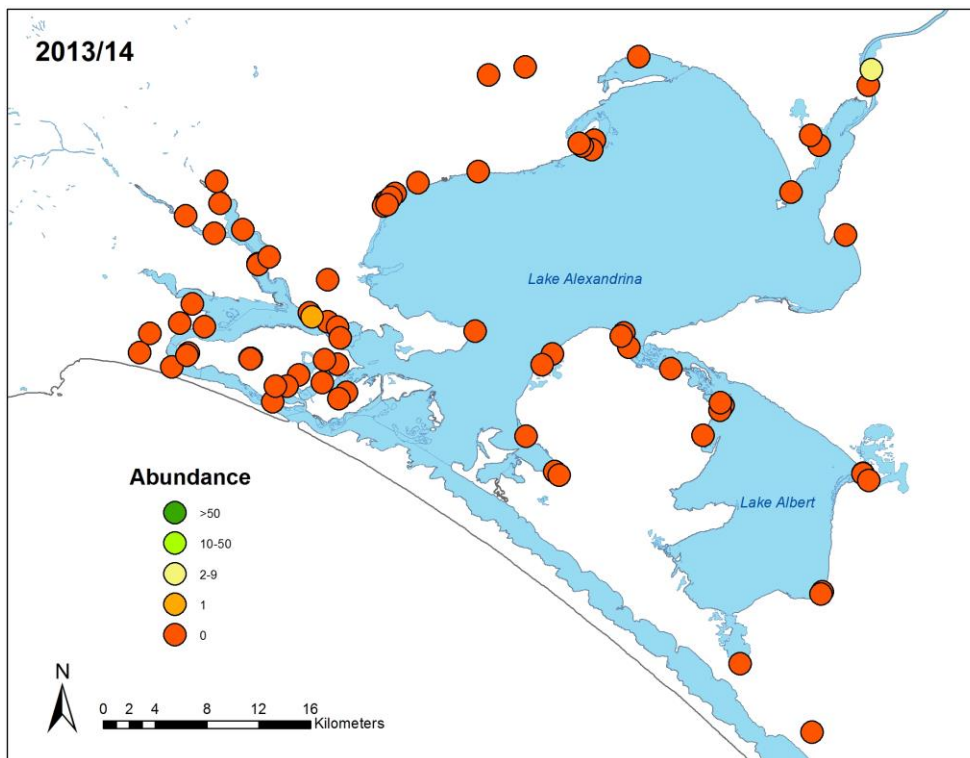 2013/14
Lake Alexandrina
Lake Albert
Abundance
>50
10-50
2-9
1
0
N
0 2 4 8 12 16
Kilometers